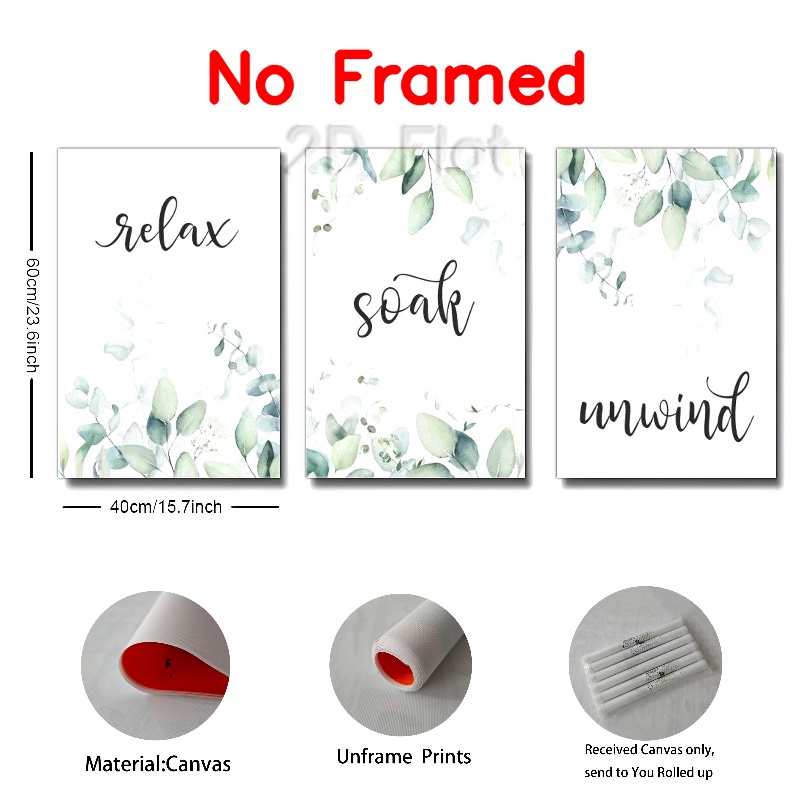 No Framed
2D Flat
relax
soak
unwind
60cm/23.6inch
40cm/15.7inch
Material:Canvas
Unframe Prints
Received Canvas only,
send to You Rolled up